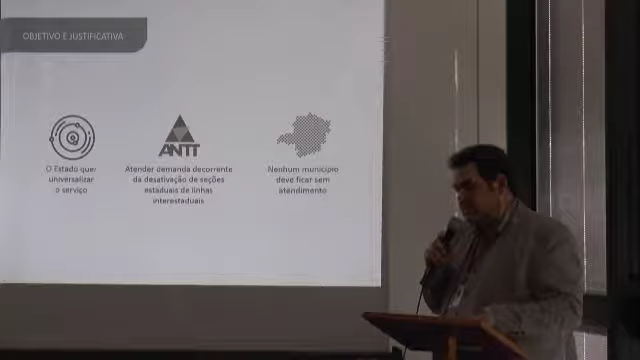 OBJETIVO E JUSTIFICATIVA
O Estado quer
universalizar
o serviço
ANTT
Atender demanda decorrente
da desativação de seções
estaduais de linhas
interestaduais
Nenhum município
deve ficar sem
atendimento